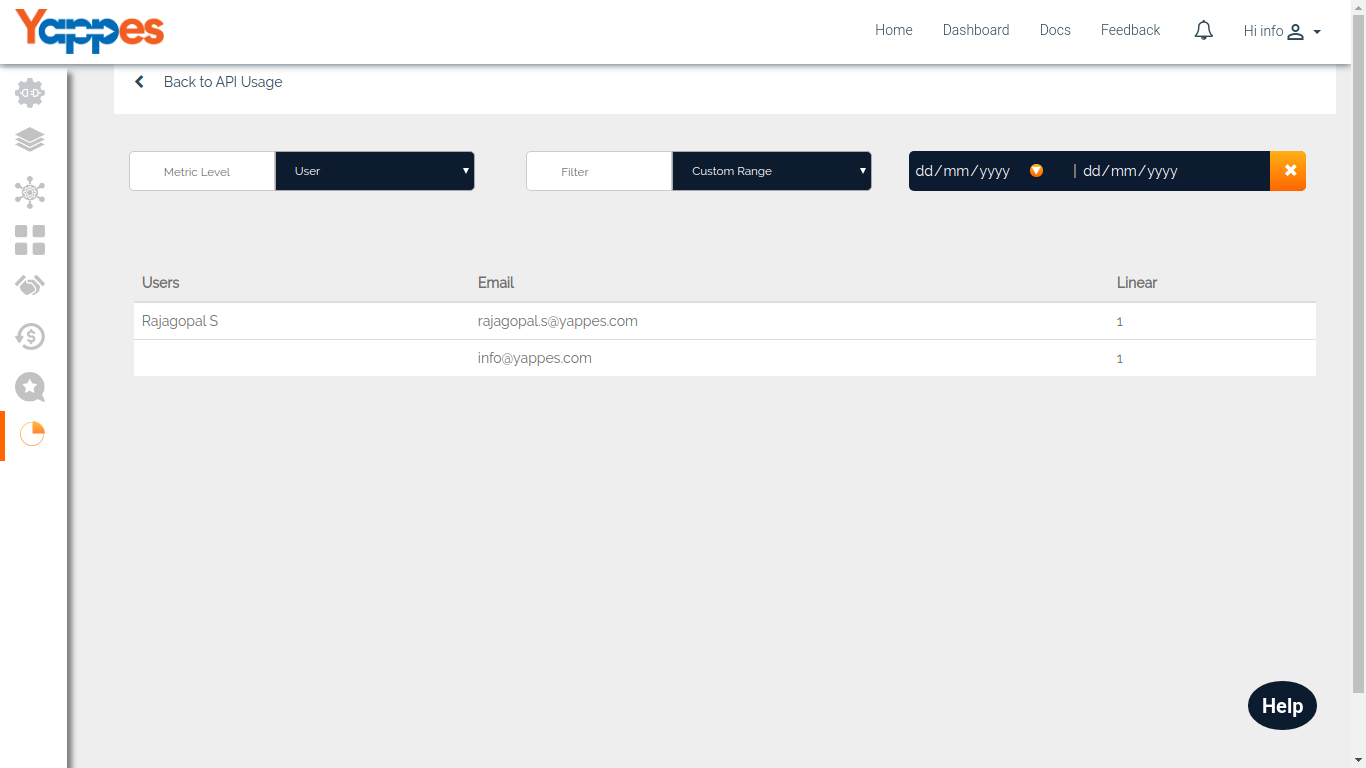 Yappes
Home Dashboard Docs Feedback Hi info
Back to API Usage
Metric Level User Filter Custom Range dd/mm/yyyy | dd/mm/yyyy
Users Email Linear
Rajagopal S rajagopal.s@yappes.com 1
info@yappes.com 1
Help